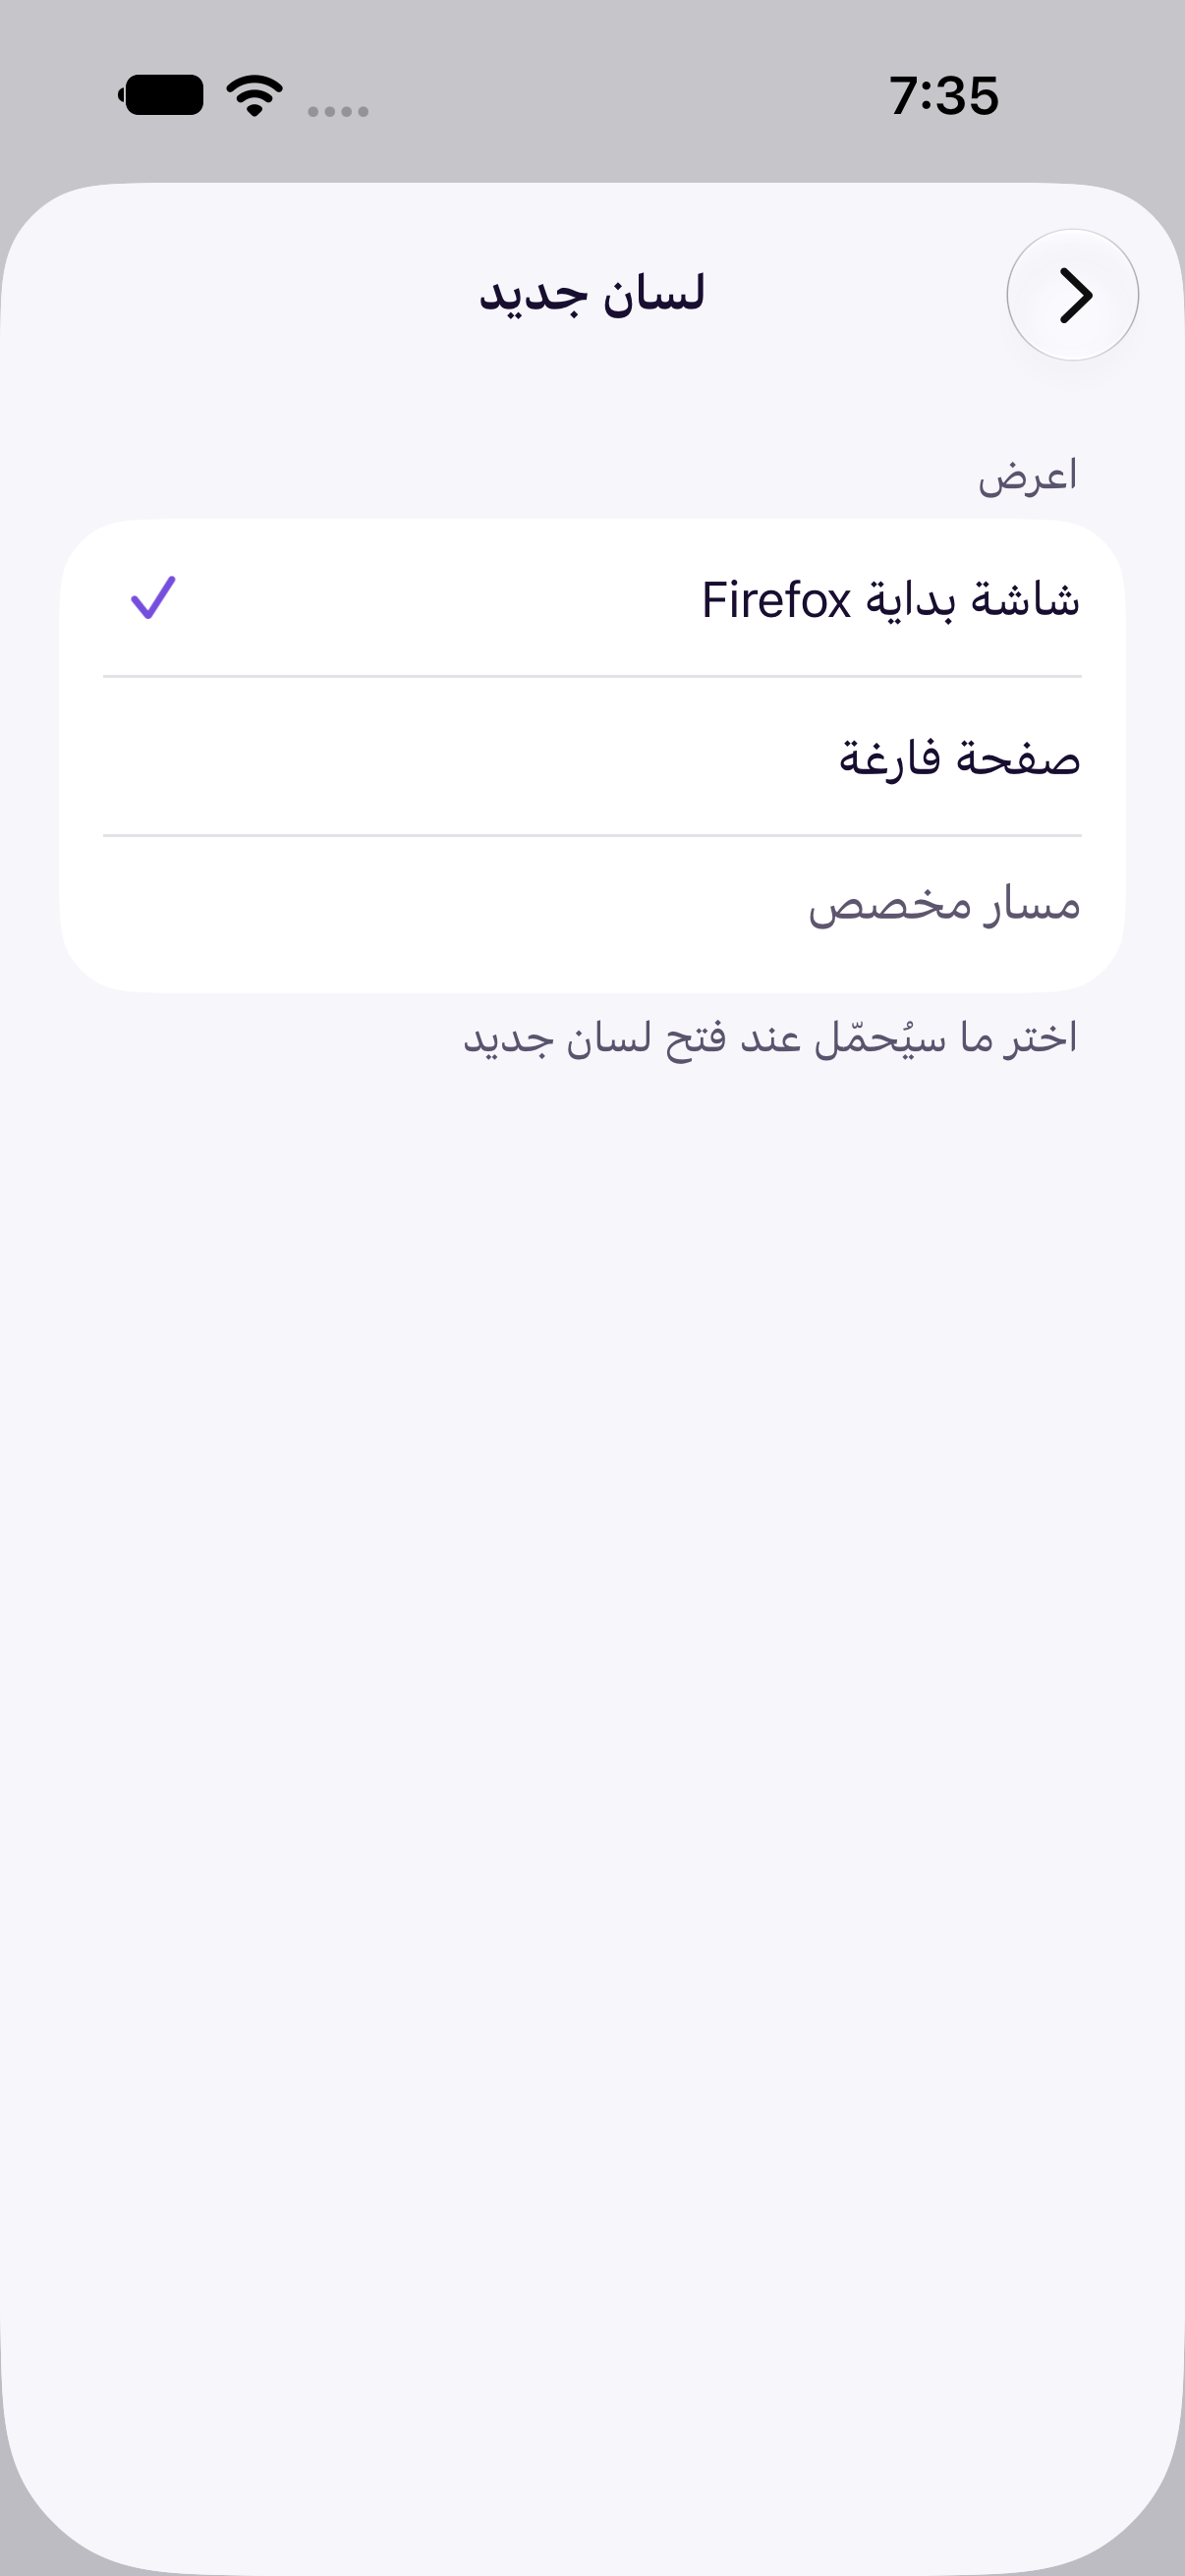 7:35
لسان جديد
اعرض
شاشة بداية Firefox
صفحة فارغة
مسار مخصص
اختر ما سيُحمّل عند فتح لسان جديد